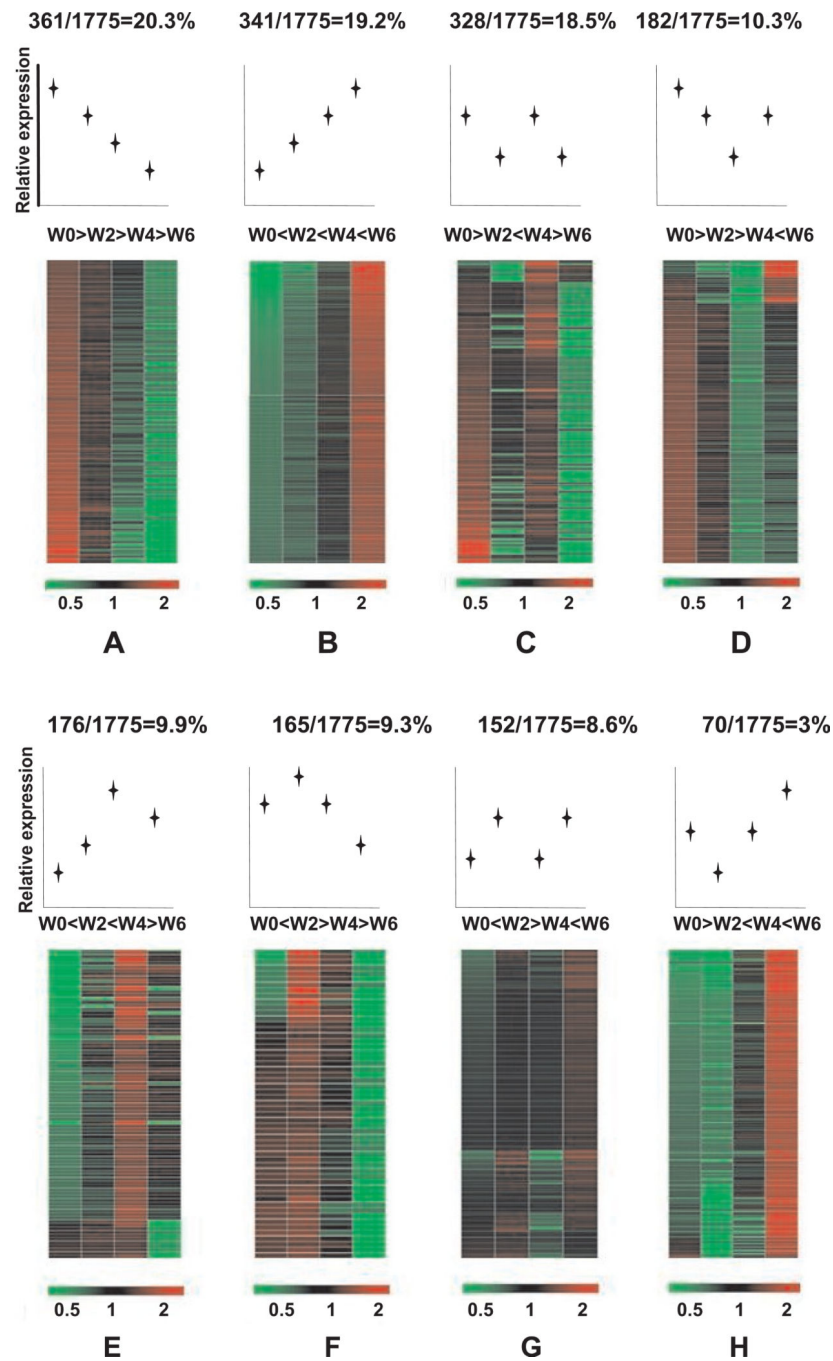 361/1775=20.3% 341/1775=19.2% 328/1775=18.5% 182/1775=10.3%
Relative expression
W0>W2>W4>W6 W0<W2<W4<W6 W0>W2<W4>W6 W0>W2>W4<W6
0.5 1 2 0.5 1 2 0.5 1 2 0.5 1 2
A B C D
176/1775=9.9% 165/1775=9.3% 152/1775=8.6% 70/1775=3%
Relative expression
W0<W2<W4>W6 W0<W2>W4>W6 W0<W2>W4<W6 W0>W2<W4<W6
0.5 1 2 0.5 1 2 0.5 1 2 0.5 1 2
E F G H